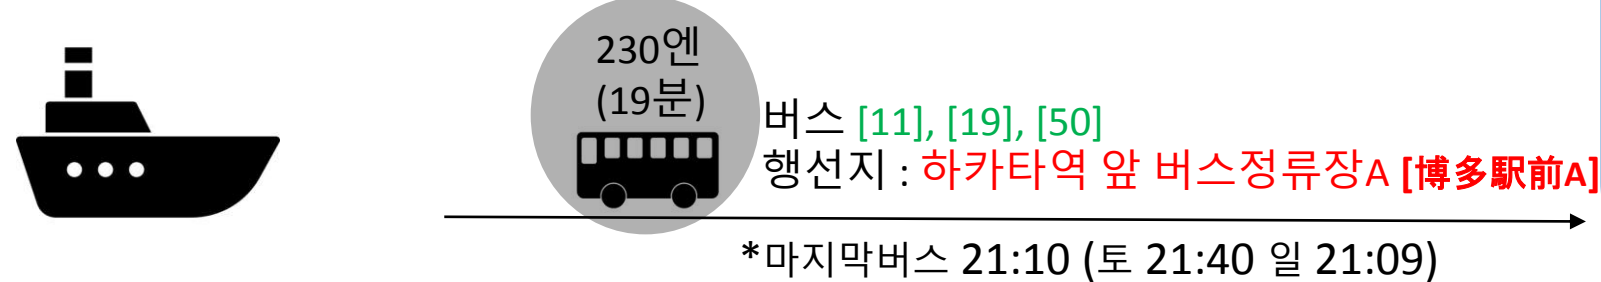 230엔
(19분)
버스 [11], [19], [50]
행선지 : 하카타역 앞 버스정류장A [博多駅前A]
*마지막버스 21:10 (토 21:40 일 21:09)